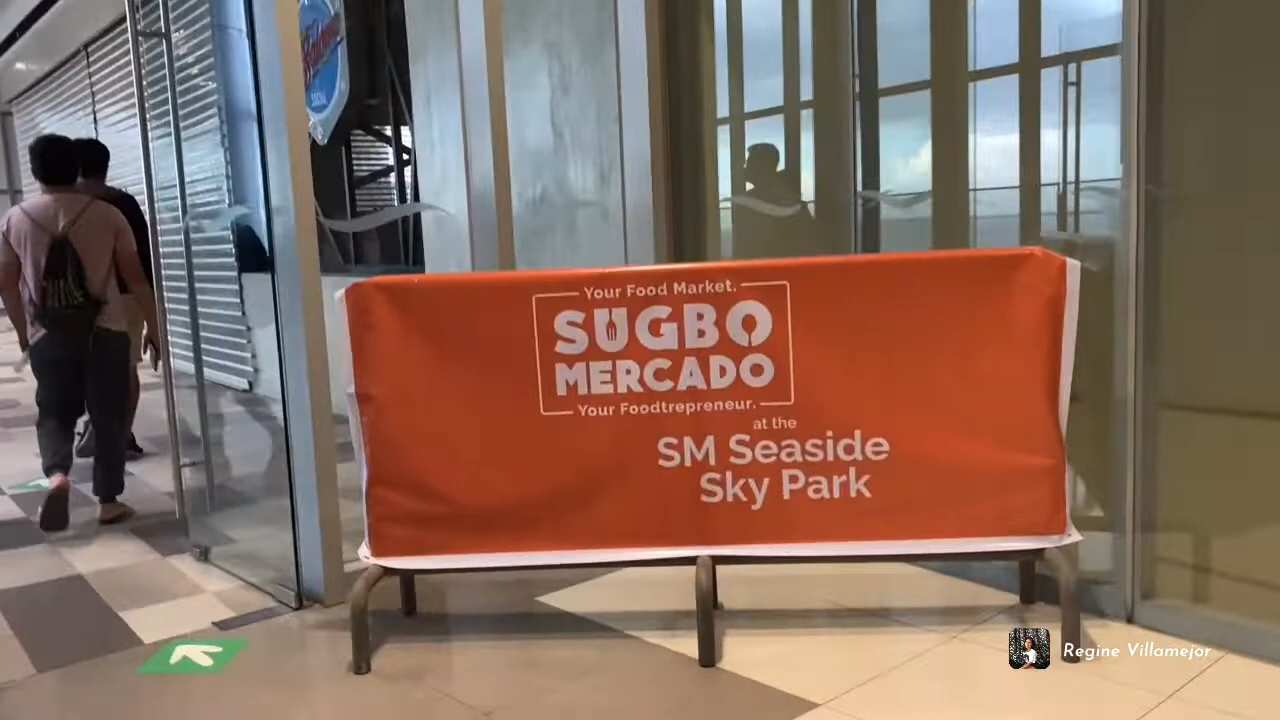 Your Food Market.
SUGBO
MERCADO
Your Foodtrepreneur.
at the
SM Seaside
Sky Park
Regine Villamejor